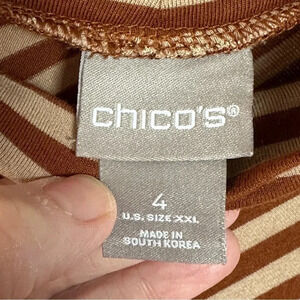 chico's®
4
U.S. SIZE XXL
MADE IN
SOUTH KOREA